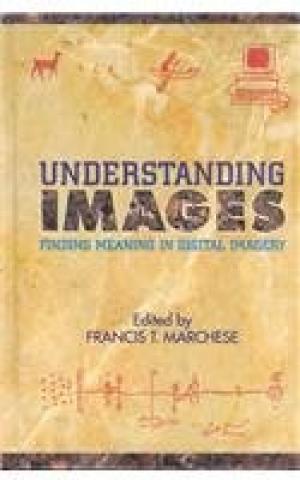 UNDERSTANDING
IMAGES
FINDING MEANING IN DIGITAL IMAGERY
Edited by
FRANCIS T. MARCHESE